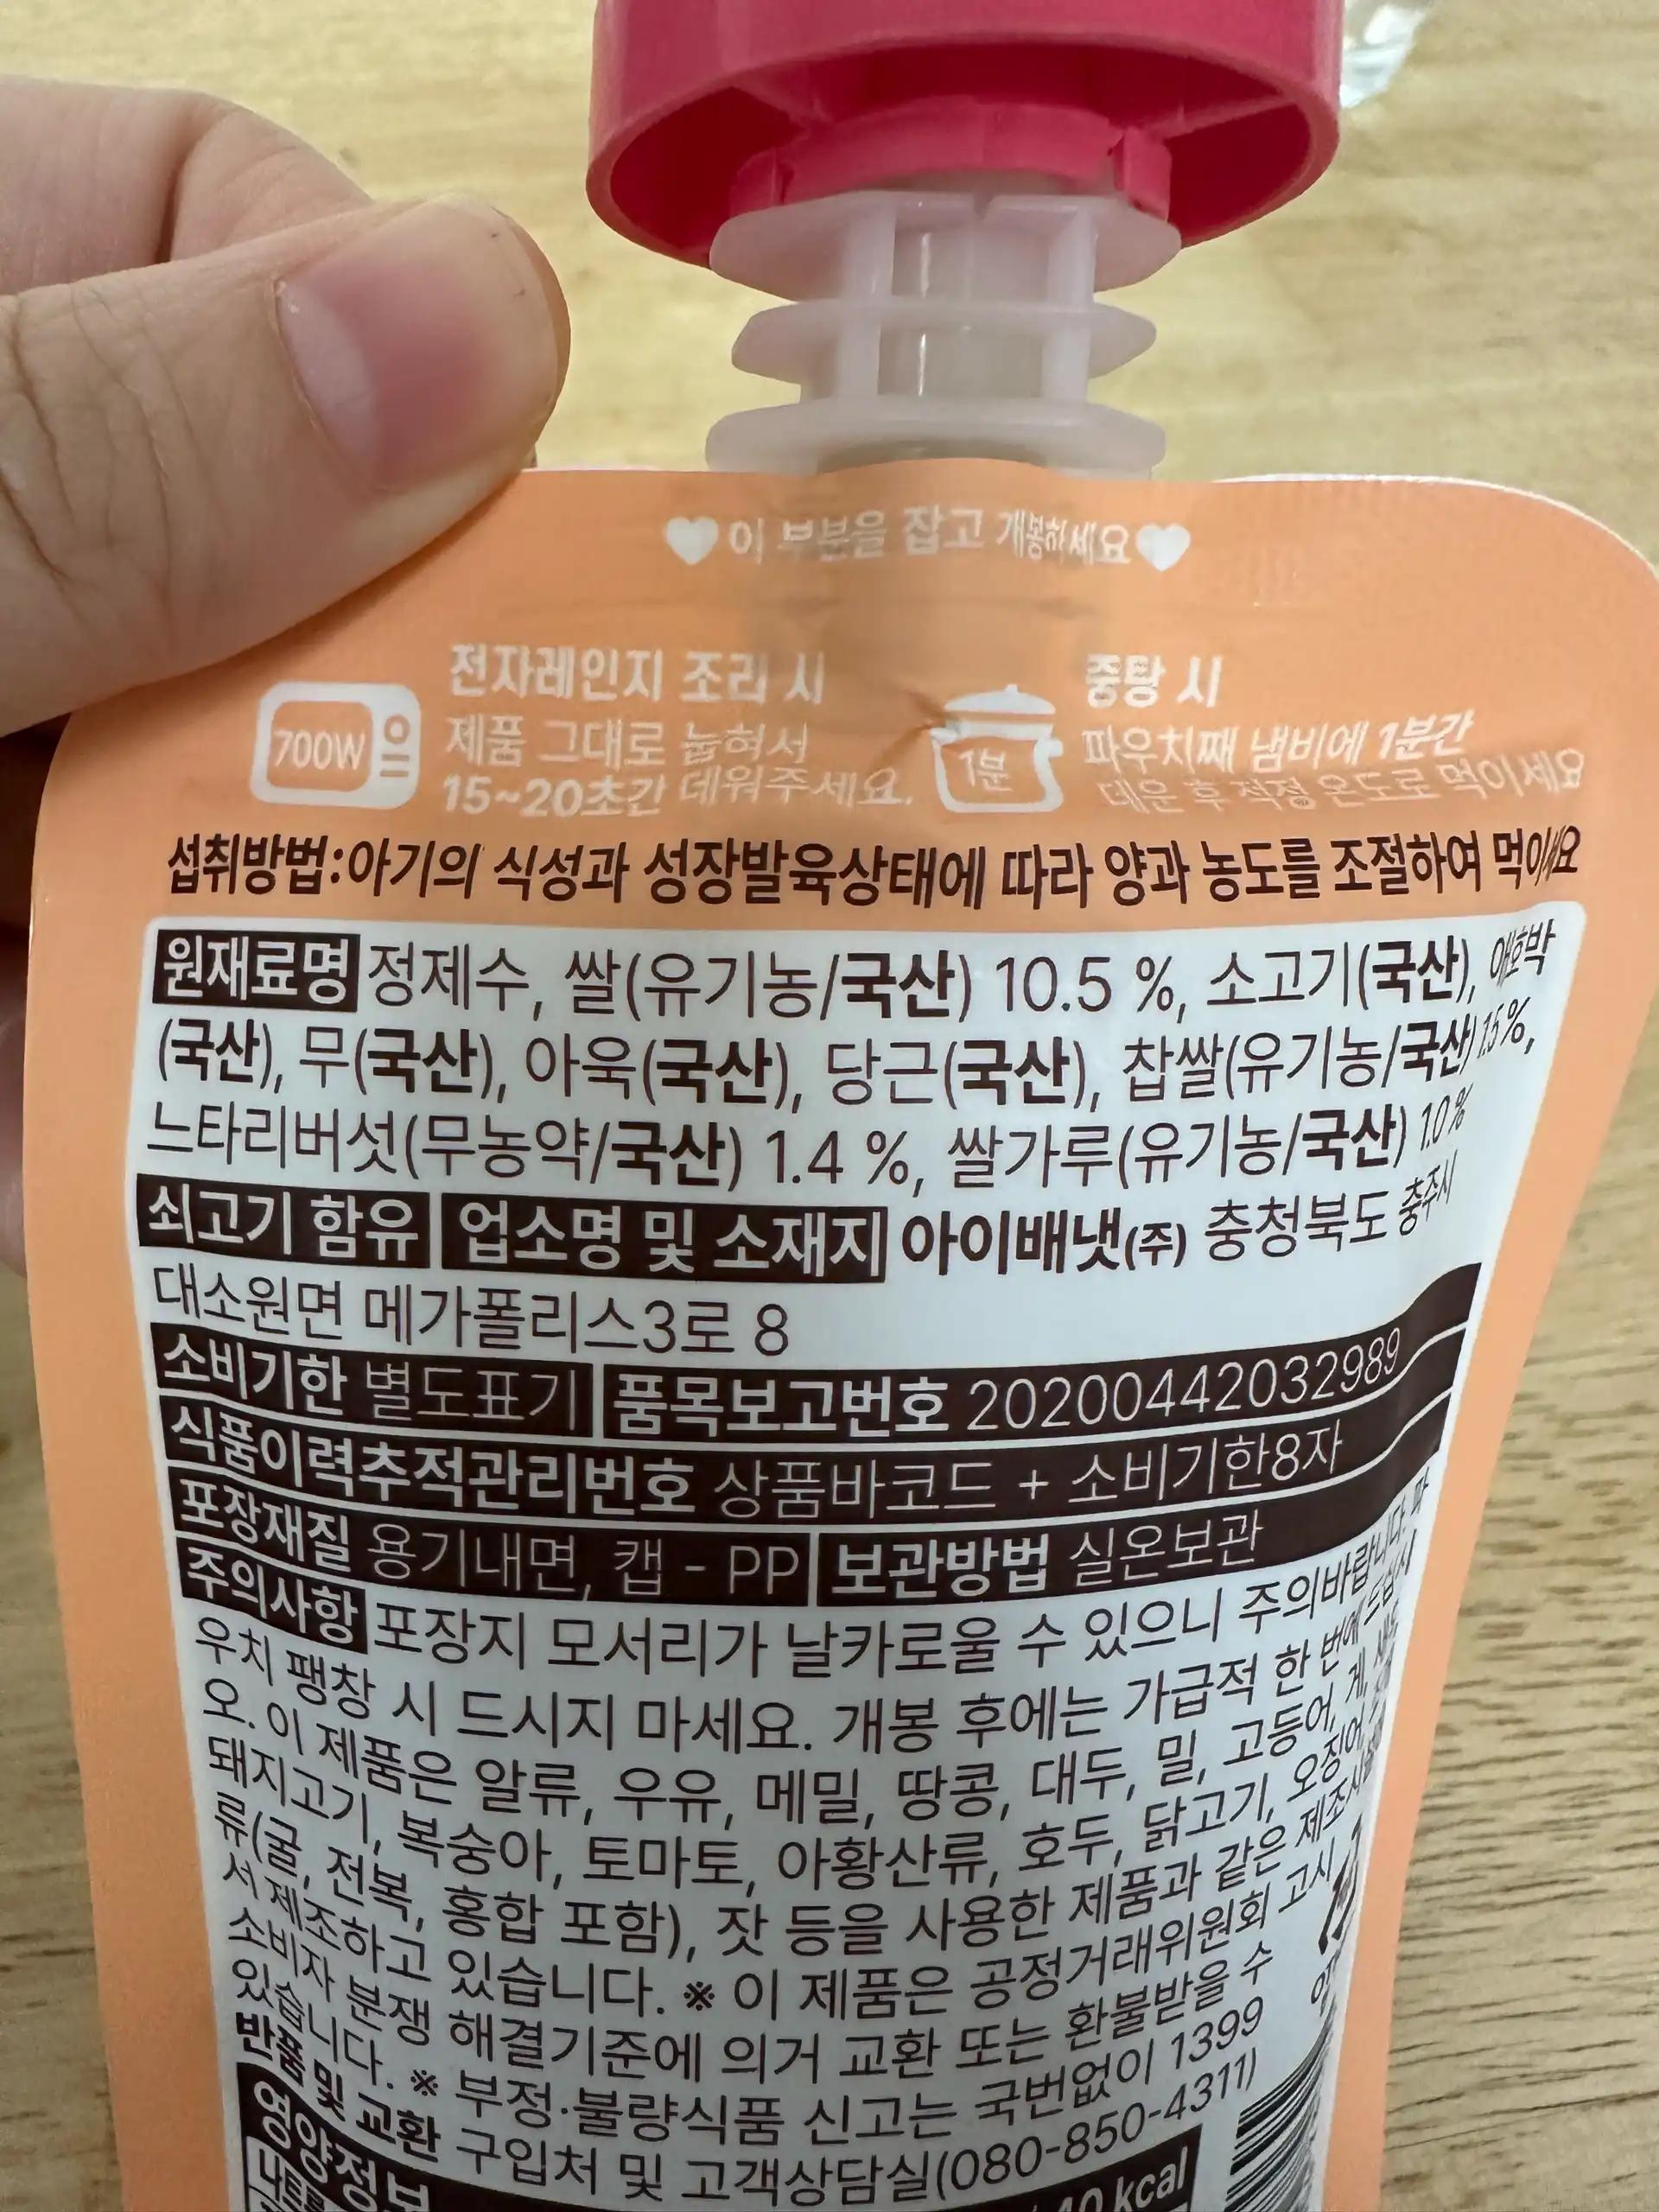 이 부분을 잡고 개봉하세요
전자레인지 조리 시
700W
제품 그대로 눕혀서
15~20초간 데워주세요.
중탕 시
1분
파우치째 냄비에 1분간
데운 후 적정 온도로 먹이세요
섭취방법:아기의 식성과 성장발육상태에 따라 양과 농도를 조절하여 먹이세요
원재료명 정제수, 쌀(유기농/국산) 10.5 %, 소고기(국산), 애호박
(국산), 무(국산), 아욱(국산), 당근(국산), 찹쌀(유기농/국산) 1.5 %,
느타리버섯(무농약/국산) 1.4 %, 쌀가루(유기농/국산) 1.0 %
쇠고기 함유 업소명 및 소재지 아이배냇(주) 충청북도 충주시
대소원면 메가폴리스3로 8
소비기한 별도표기 품목보고번호 20200442032989
식품이력추적관리번호 상품바코드 + 소비기한8자
포장재질 용기내면, 캡 - PP 보관방법 실온보관
주의사항 포장지 모서리가 날카로울 수 있으니 주의바랍니다. 파
우치 팽창 시 드시지 마세요. 개봉 후에는 가급적 한 번에 드십시
오. 이 제품은 알류, 우유, 메밀, 땅콩, 대두, 밀, 고등어, 게,
돼지고기, 복숭아, 토마토, 아황산류, 호두, 닭고기, 오징어,
류(굴, 전복, 홍합 포함), 잣 등을 사용한 제품과 같은 제조시설에
서 제조하고 있습니다. ※ 이 제품은 공정거래위원회 고시
소비자 분쟁 해결기준에 의거 교환 또는 환불받을 수
있습니다. ※ 부정·불량식품 신고는 국번없이 1399
반품 및 교환 구입처 및 고객상담실(080-850-4311)
영양정보 kcal